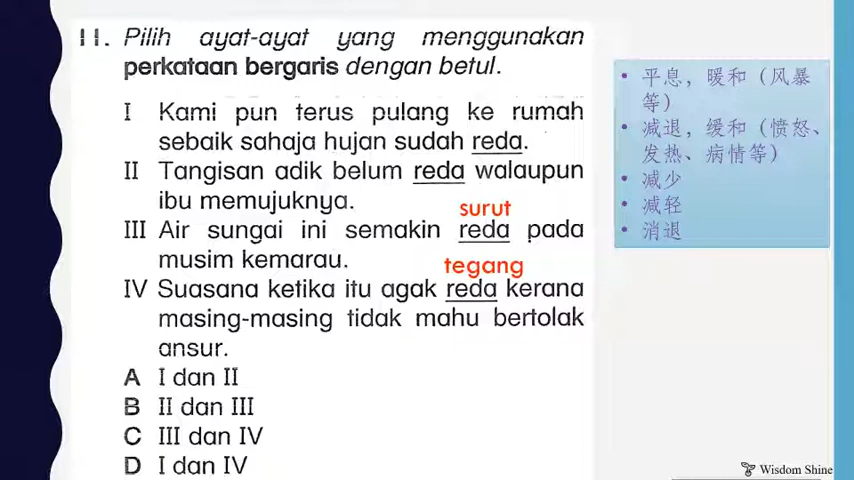 11. Pilih ayat-ayat yang menggunakan
perkataan bergaris dengan betul.
I Kami pun terus pulang ke rumah
sebaik sahaja hujan sudah reda.
II Tangisan adik belum reda walaupun
ibu memujuknya.
surut
III Air sungai ini semakin reda pada
musim kemarau.
tegang
IV Suasana ketika itu agak reda kerana
masing-masing tidak mahu bertolak
ansur.
A I dan II
B II dan III
C III dan IV
D I dan IV
• 平息，暖和（风暴
等）
• 减退，缓和（愤怒、
发热、病情等）
• 减少
• 减轻
• 消退
Wisdom Shine